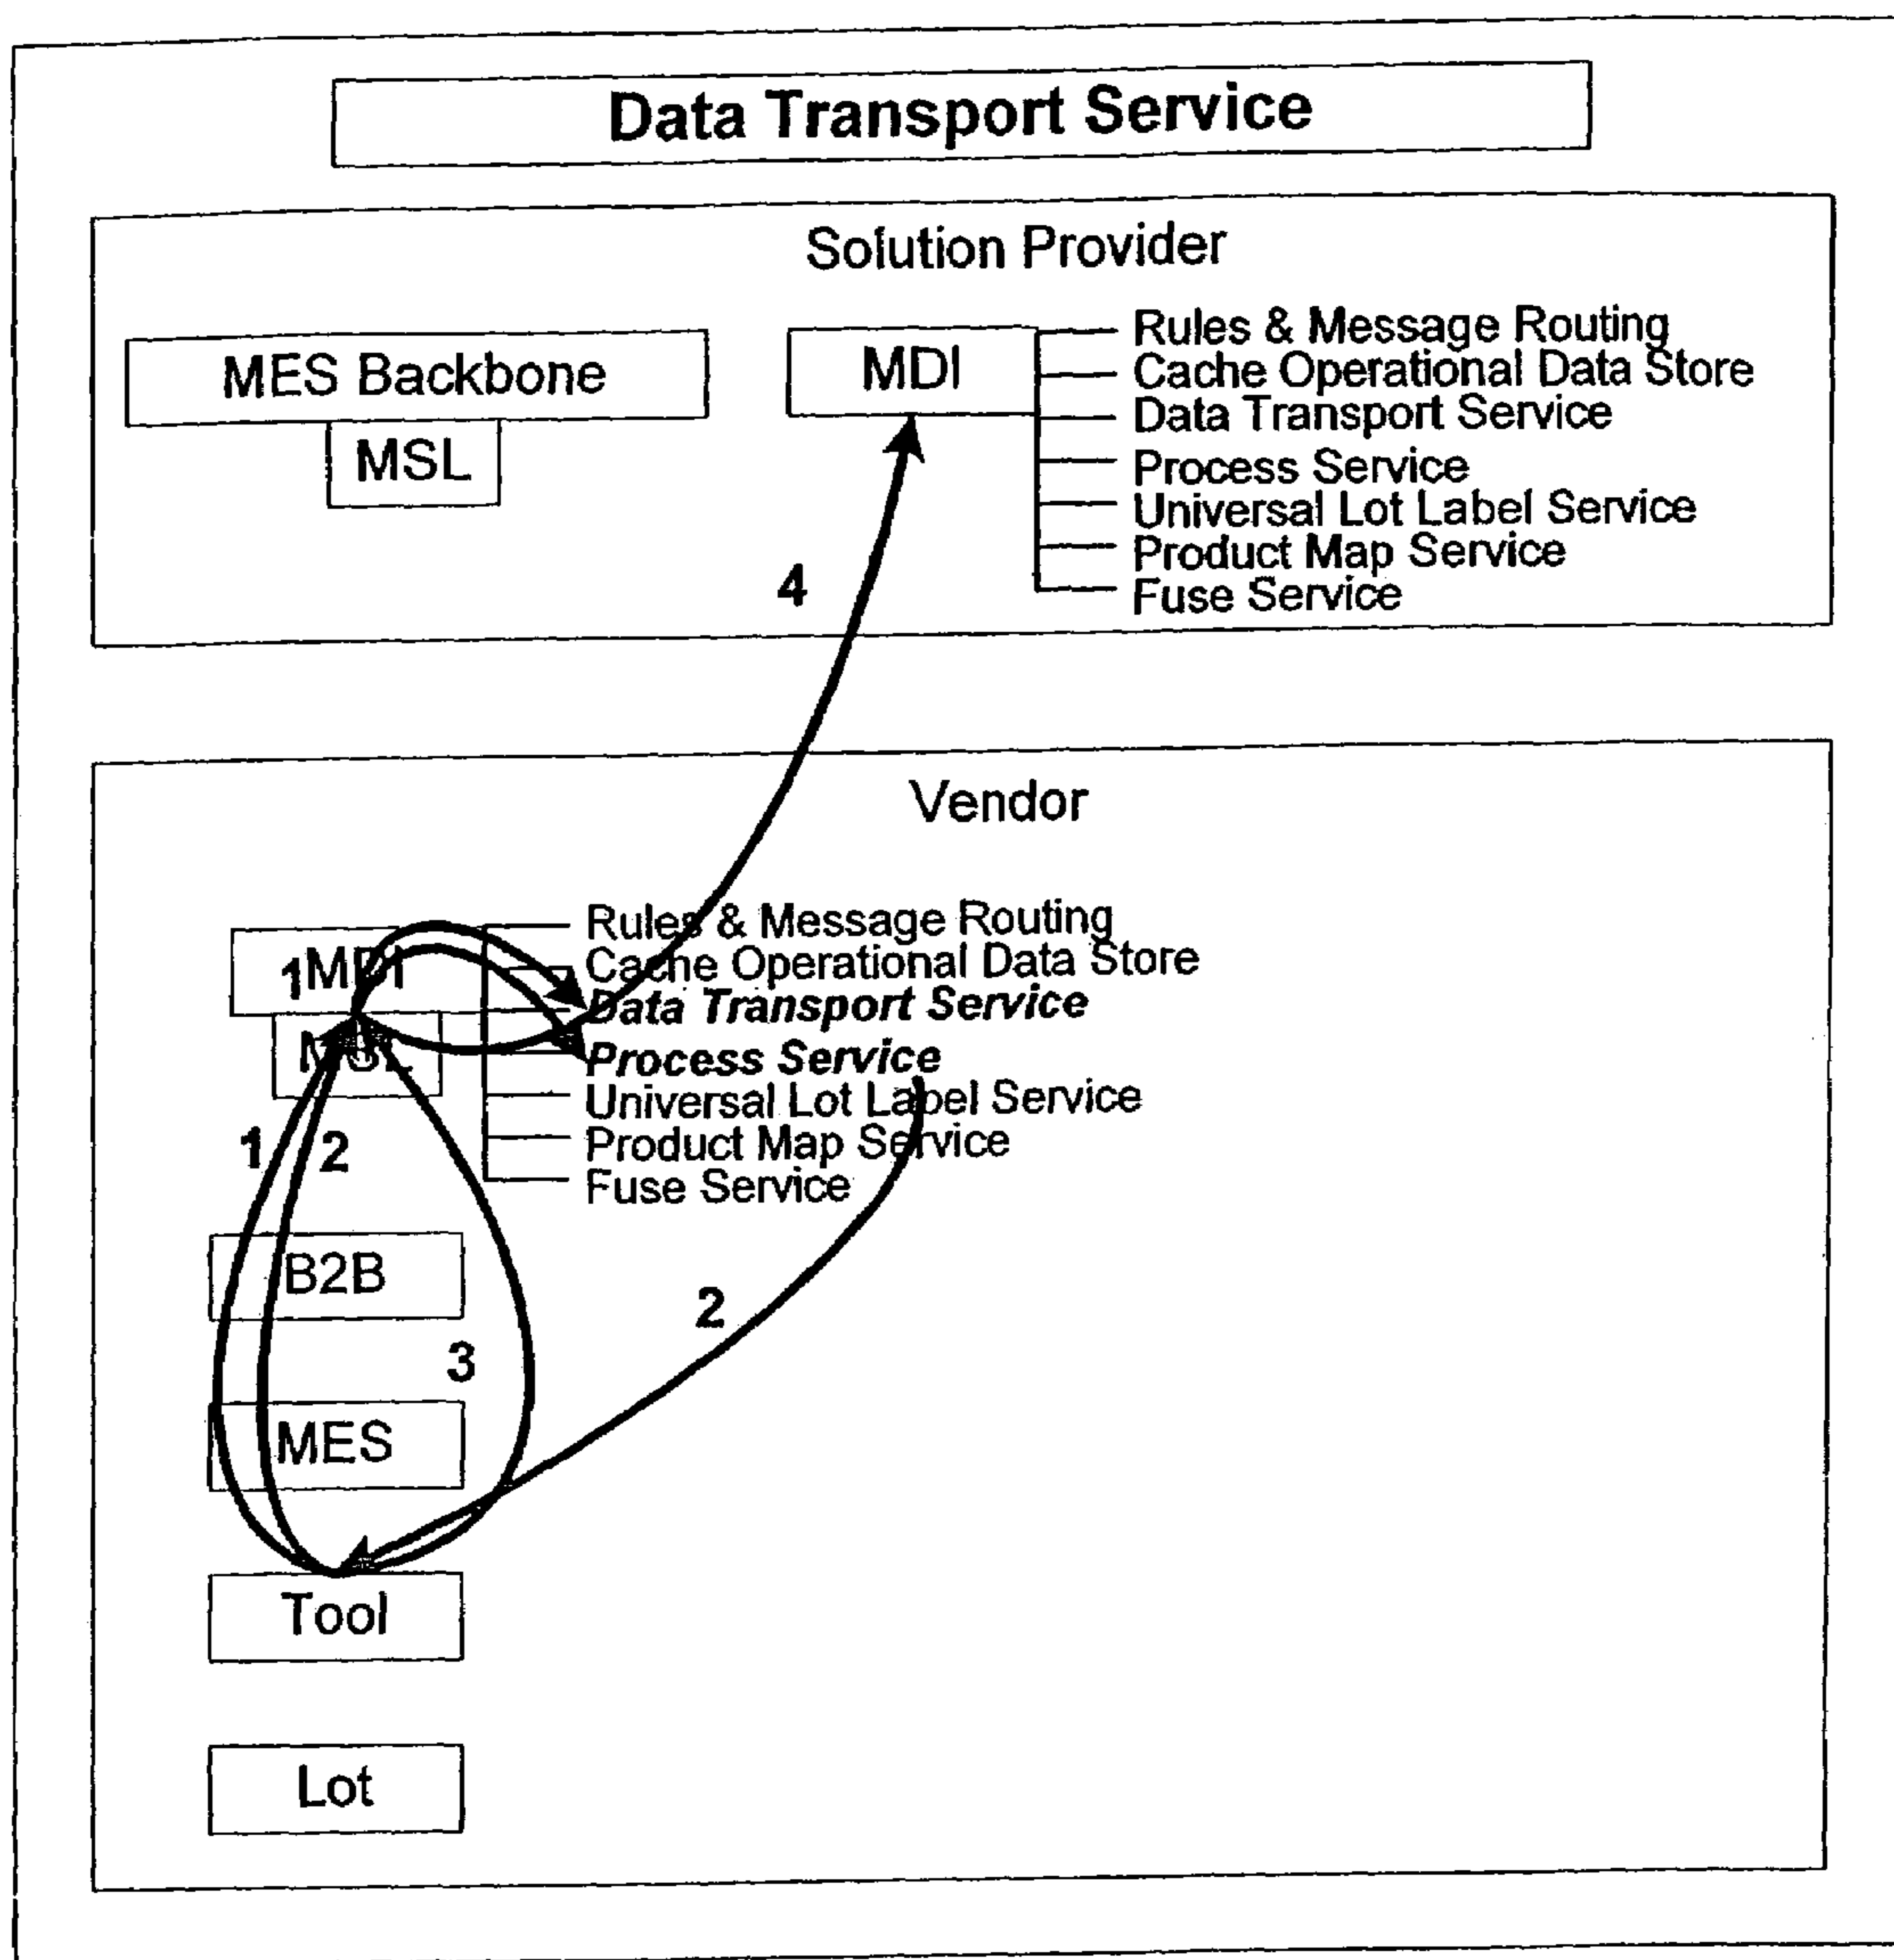 Data Transport Service
Solution Provider
MES Backbone
MSL
MDI
Rules & Message Routing
Cache Operational Data Store
Data Transport Service
Process Service
Universal Lot Label Service
Product Map Service
Fuse Service
4
Vendor
1 MDI
MSL
Rules & Message Routing
Cache Operational Data Store
Data Transport Service
Process Service
Universal Lot Label Service
Product Map Service
Fuse Service
1 2
B2B
2
3
MES
Tool
Lot